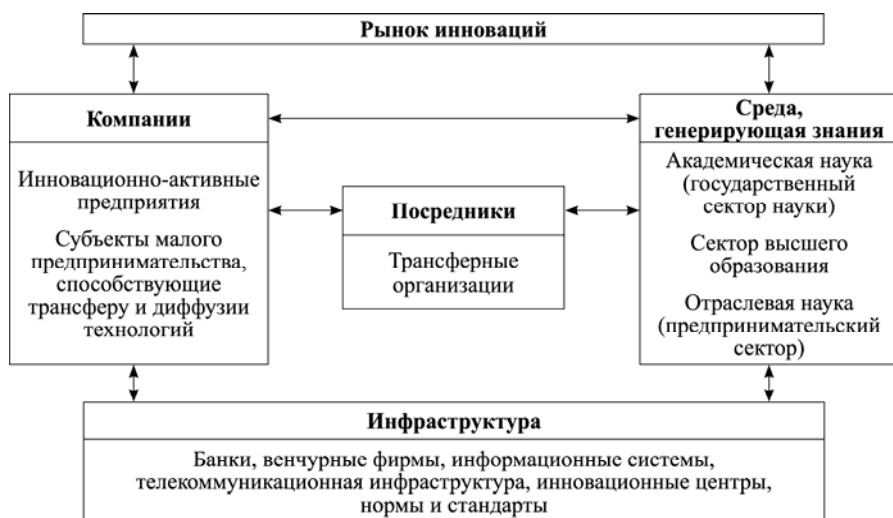 Рынок инноваций
Компании
Инновационно-активные
предприятия
Субъекты малого
предпринимательства,
способствующие
трансферу и диффузии
технологий
Посредники
Трансферные
организации
Среда,
генерирующая знания
Академическая наука
(государственный
сектор науки)
Сектор высшего
образования
Отраслевая наука
(предпринимательский
сектор)
Инфраструктура
Банки, венчурные фирмы, информационные системы,
телекоммуникационная инфраструктура, инновационные центры,
нормы и стандарты